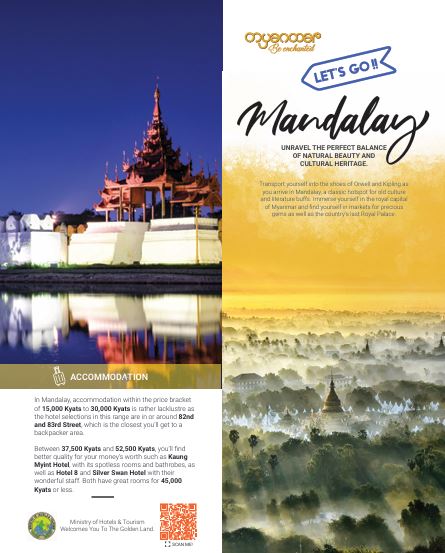 ACCOMMODATION
In Mandalay, accommodation within the price bracket
of 15,000 Kyats to 30,000 Kyats is rather lacklustre as
the hotel selections in this range are in or around 82nd
and 83rd Street, which is the closest you'll get to a
backpacker area.
Between 37,500 Kyats and 52,500 Kyats, you'll find
better quality for your money's worth such as Kaung
Myint Hotel, with its spotless rooms and bathrobes, as
well as Hotel 8 and Silver Swan Hotel with their
wonderful staff. Both have great rooms for 45,000
Kyats or less.
Ministry of Hotels & Tourism
Welcomes You To The Golden Land.
SCAN ME!
Be enchanted
LET'S GO!!
Mandalay
UNRAVEL THE PERFECT BALANCE
OF NATURAL BEAUTY AND
CULTURAL HERITAGE.
Transport yourself into the shoes of Orwell and Kipling as
you arrive in Mandalay, a classic hotspot for old culture
and literature buffs. Immerse yourself in the royal capital
of Myanmar and find yourself in markets for precious
gems as well as the country's last Royal Palace.